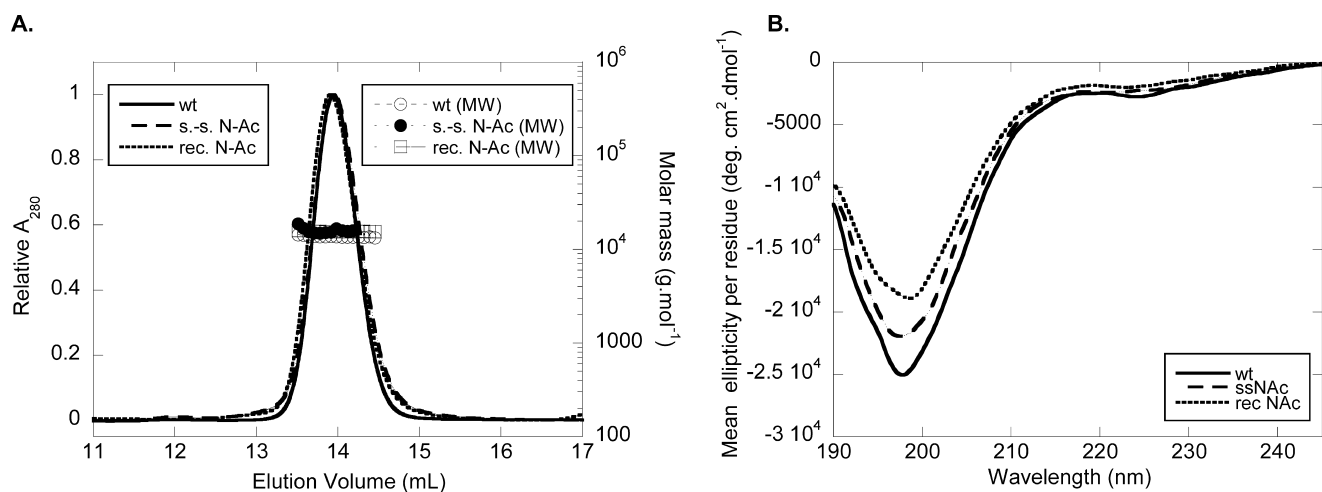 A.
B.
Relative A280
1
0.8
0.6
0.4
0.2
0
11 12 13 14 15 16 17
Elution Volume (mL)
wt
s.-s. N-Ac
rec. N-Ac
wt (MW)
s.-s. N-Ac (MW)
rec. N-Ac (MW)
10^6
10^5
10^4
1000
100
Molar mass (g.mol^-1)
Mean ellipticity per residue (deg. cm^2.dmol^-1)
0
-5000
-1 10^4
-1.5 10^4
-2 10^4
-2.5 10^4
-3 10^4
190 200 210 220 230 240
Wavelength (nm)
wt
ssNAc
rec NAc